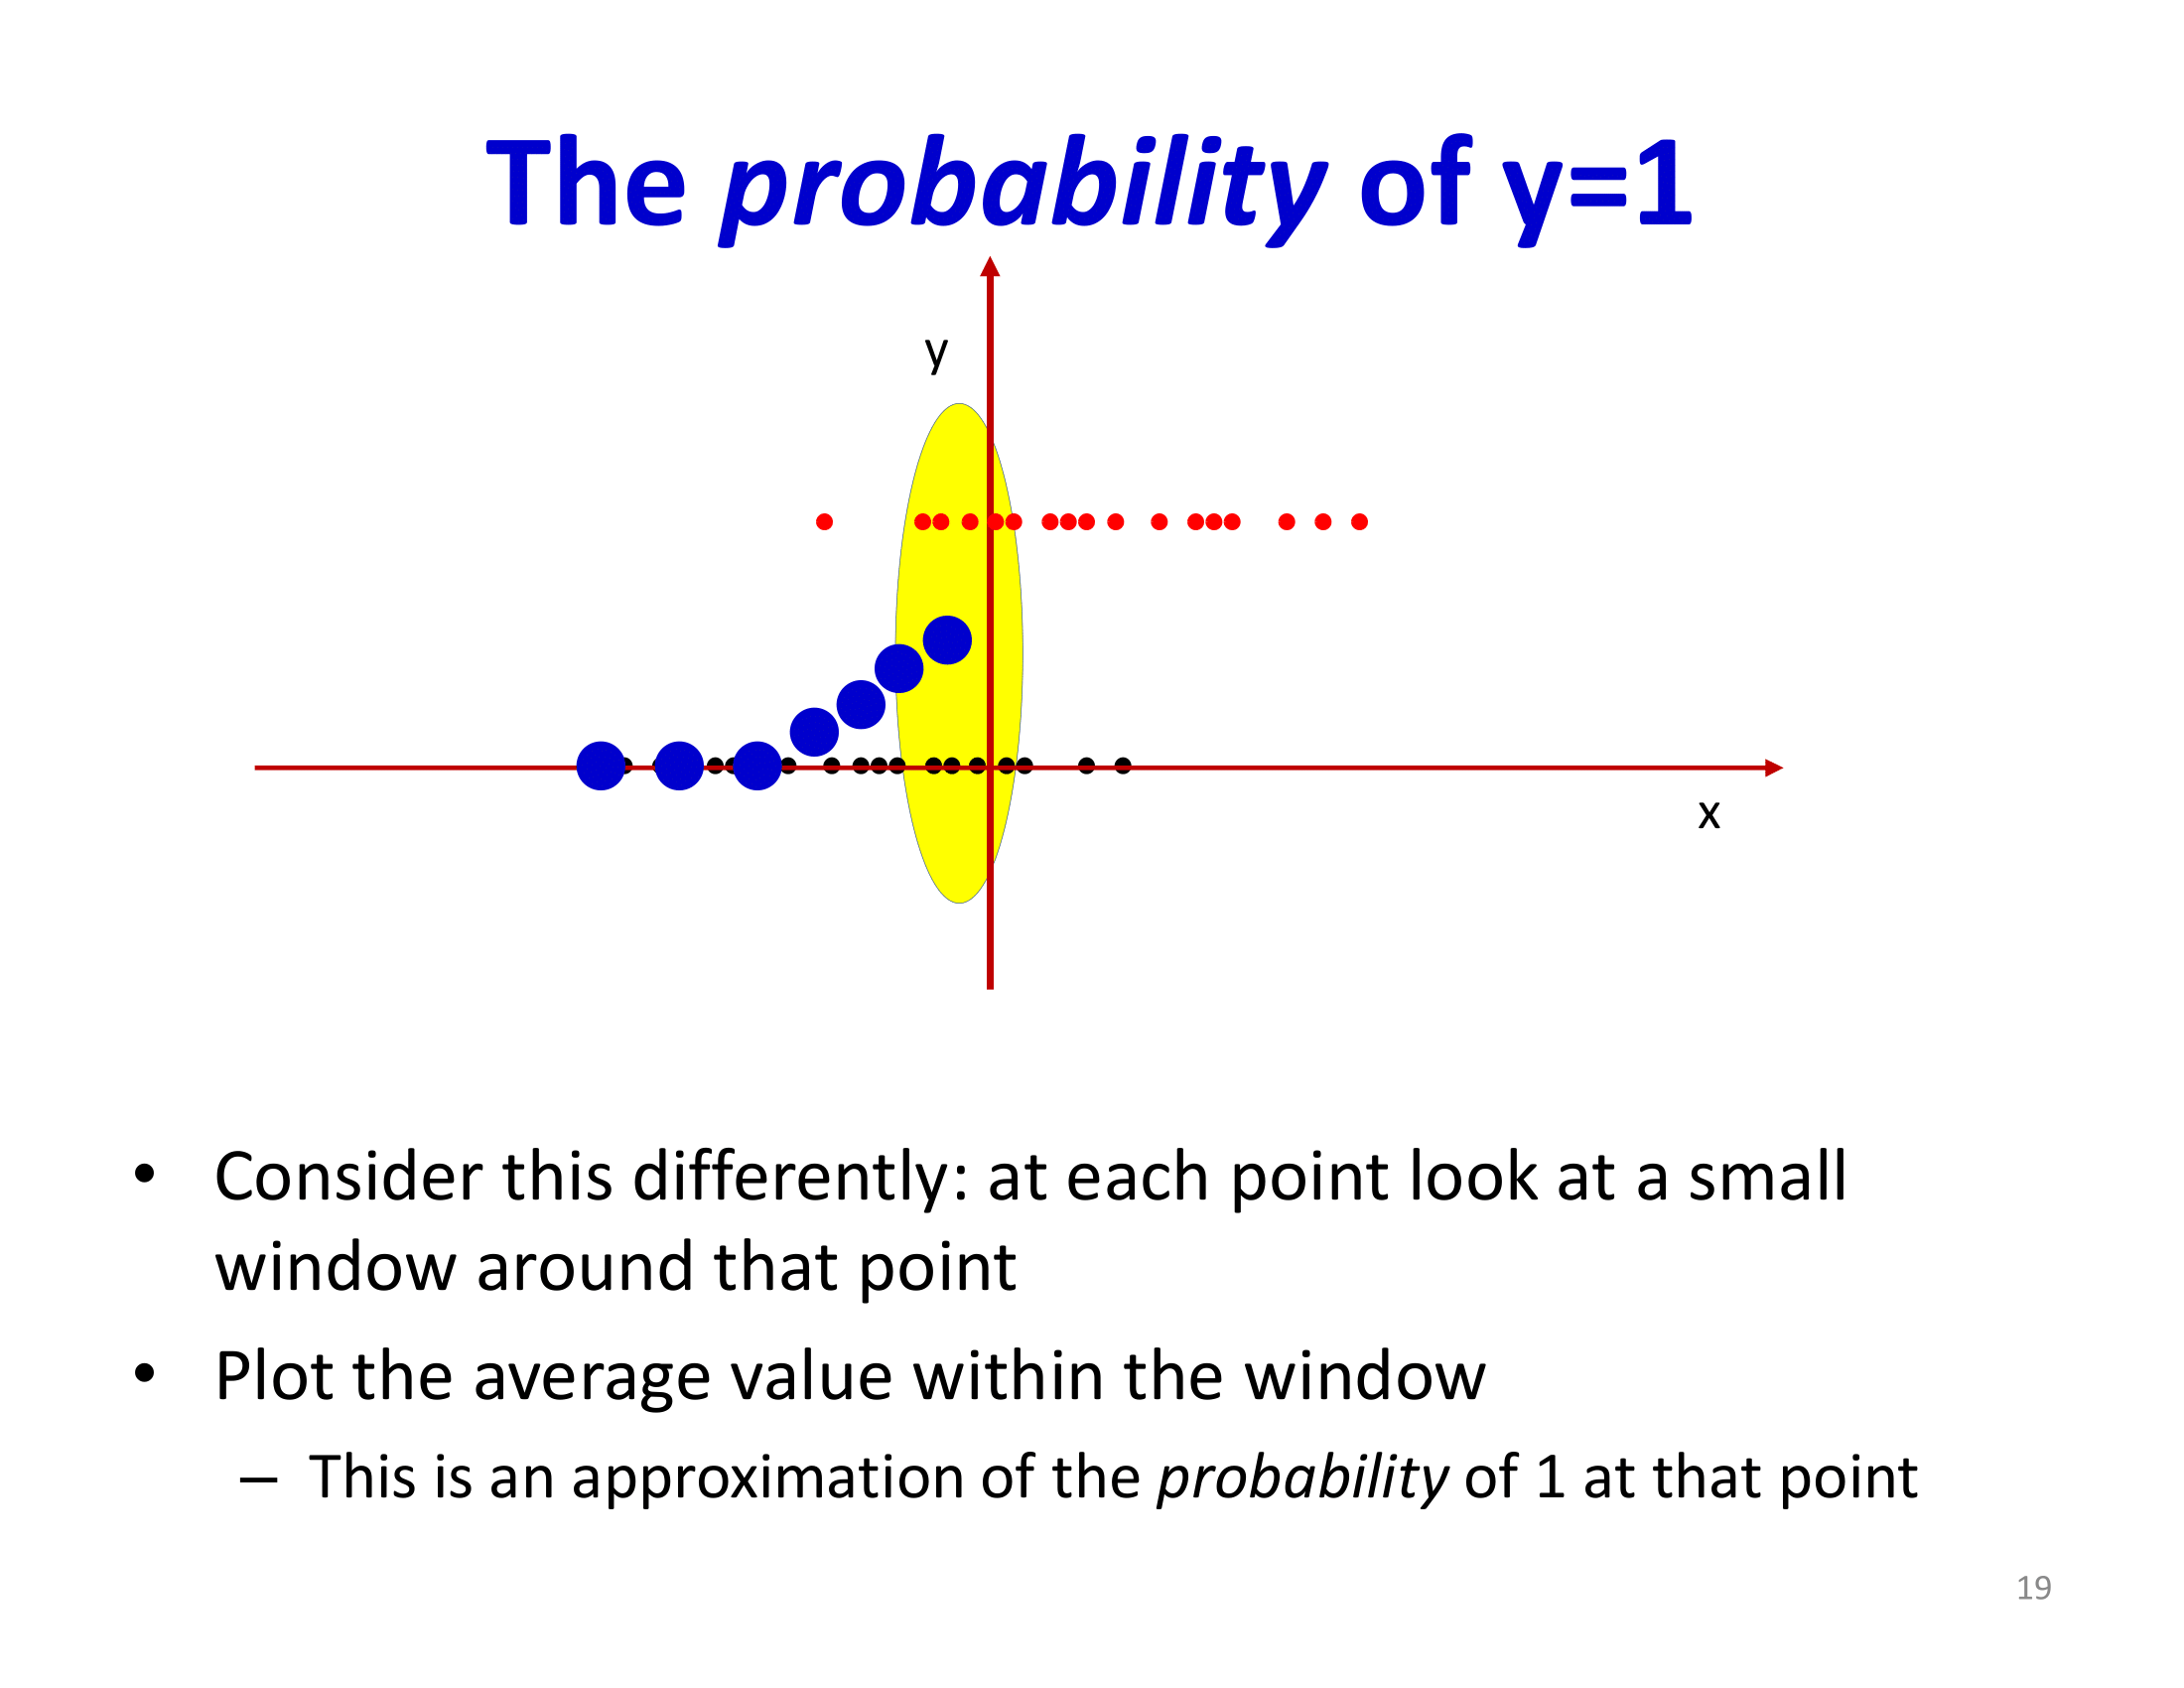 The probability of y=1
y
x
• Consider this differently: at each point look at a small
window around that point
• Plot the average value within the window
– This is an approximation of the probability of 1 at that point
19